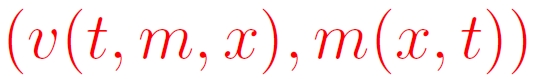 (v(t, m, x), m(x, t))